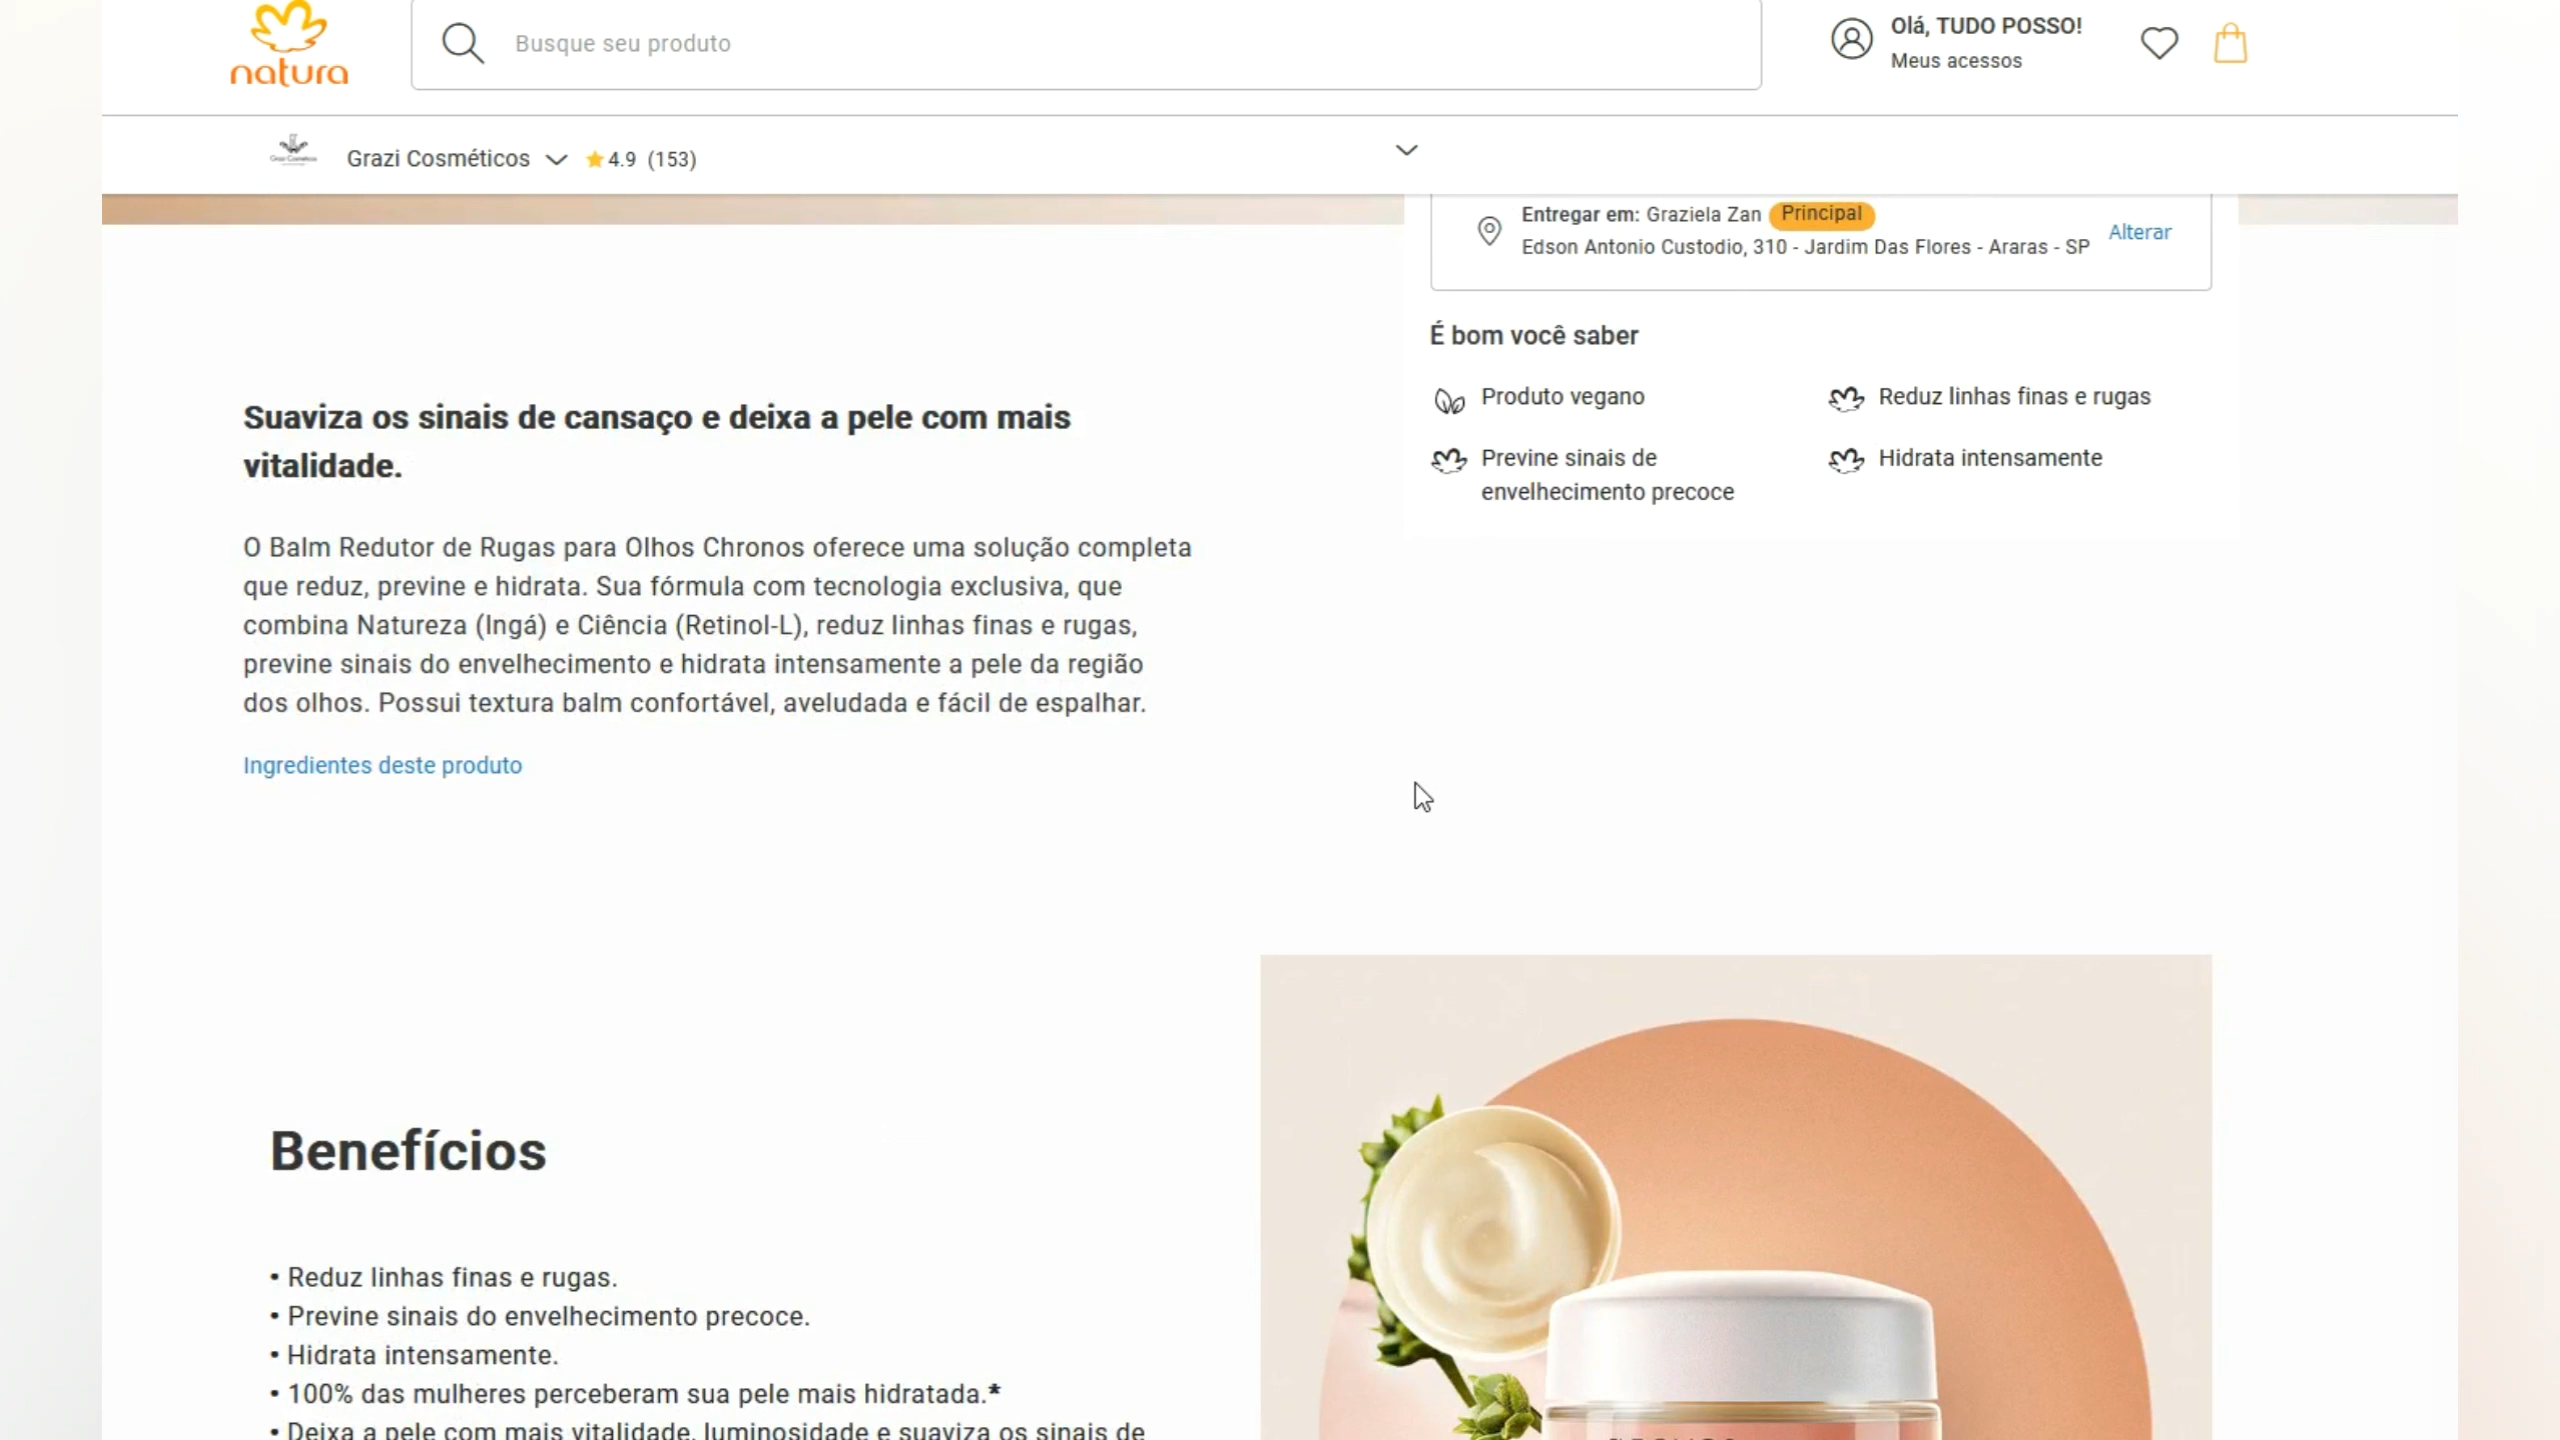 natura
Busque seu produto
Olá, TUDO POSSO!
Meus acessos
Grazi Cosméticos
4.9 (153)
Entregar em: Graziela Zan Principal
Edson Antonio Custodio, 310 - Jardim Das Flores - Araras - SP
Alterar
É bom você saber
Produto vegano
Reduz linhas finas e rugas
Previne sinais de
envelhecimento precoce
Hidrata intensamente
Suaviza os sinais de cansaço e deixa a pele com mais
vitalidade.
O Balm Redutor de Rugas para Olhos Chronos oferece uma solução completa
que reduz, previne e hidrata. Sua fórmula com tecnologia exclusiva, que
combina Natureza (Ingá) e Ciência (Retinol-L), reduz linhas finas e rugas,
previne sinais do envelhecimento e hidrata intensamente a pele da região
dos olhos. Possui textura balm confortável, aveludada e fácil de espalhar.
Ingredientes deste produto
Benefícios
• Reduz linhas finas e rugas.
• Previne sinais do envelhecimento precoce.
• Hidrata intensamente.
• 100% das mulheres perceberam sua pele mais hidratada.*
• Deixa a pele com mais vitalidade, luminosidade e suaviza os sinais de